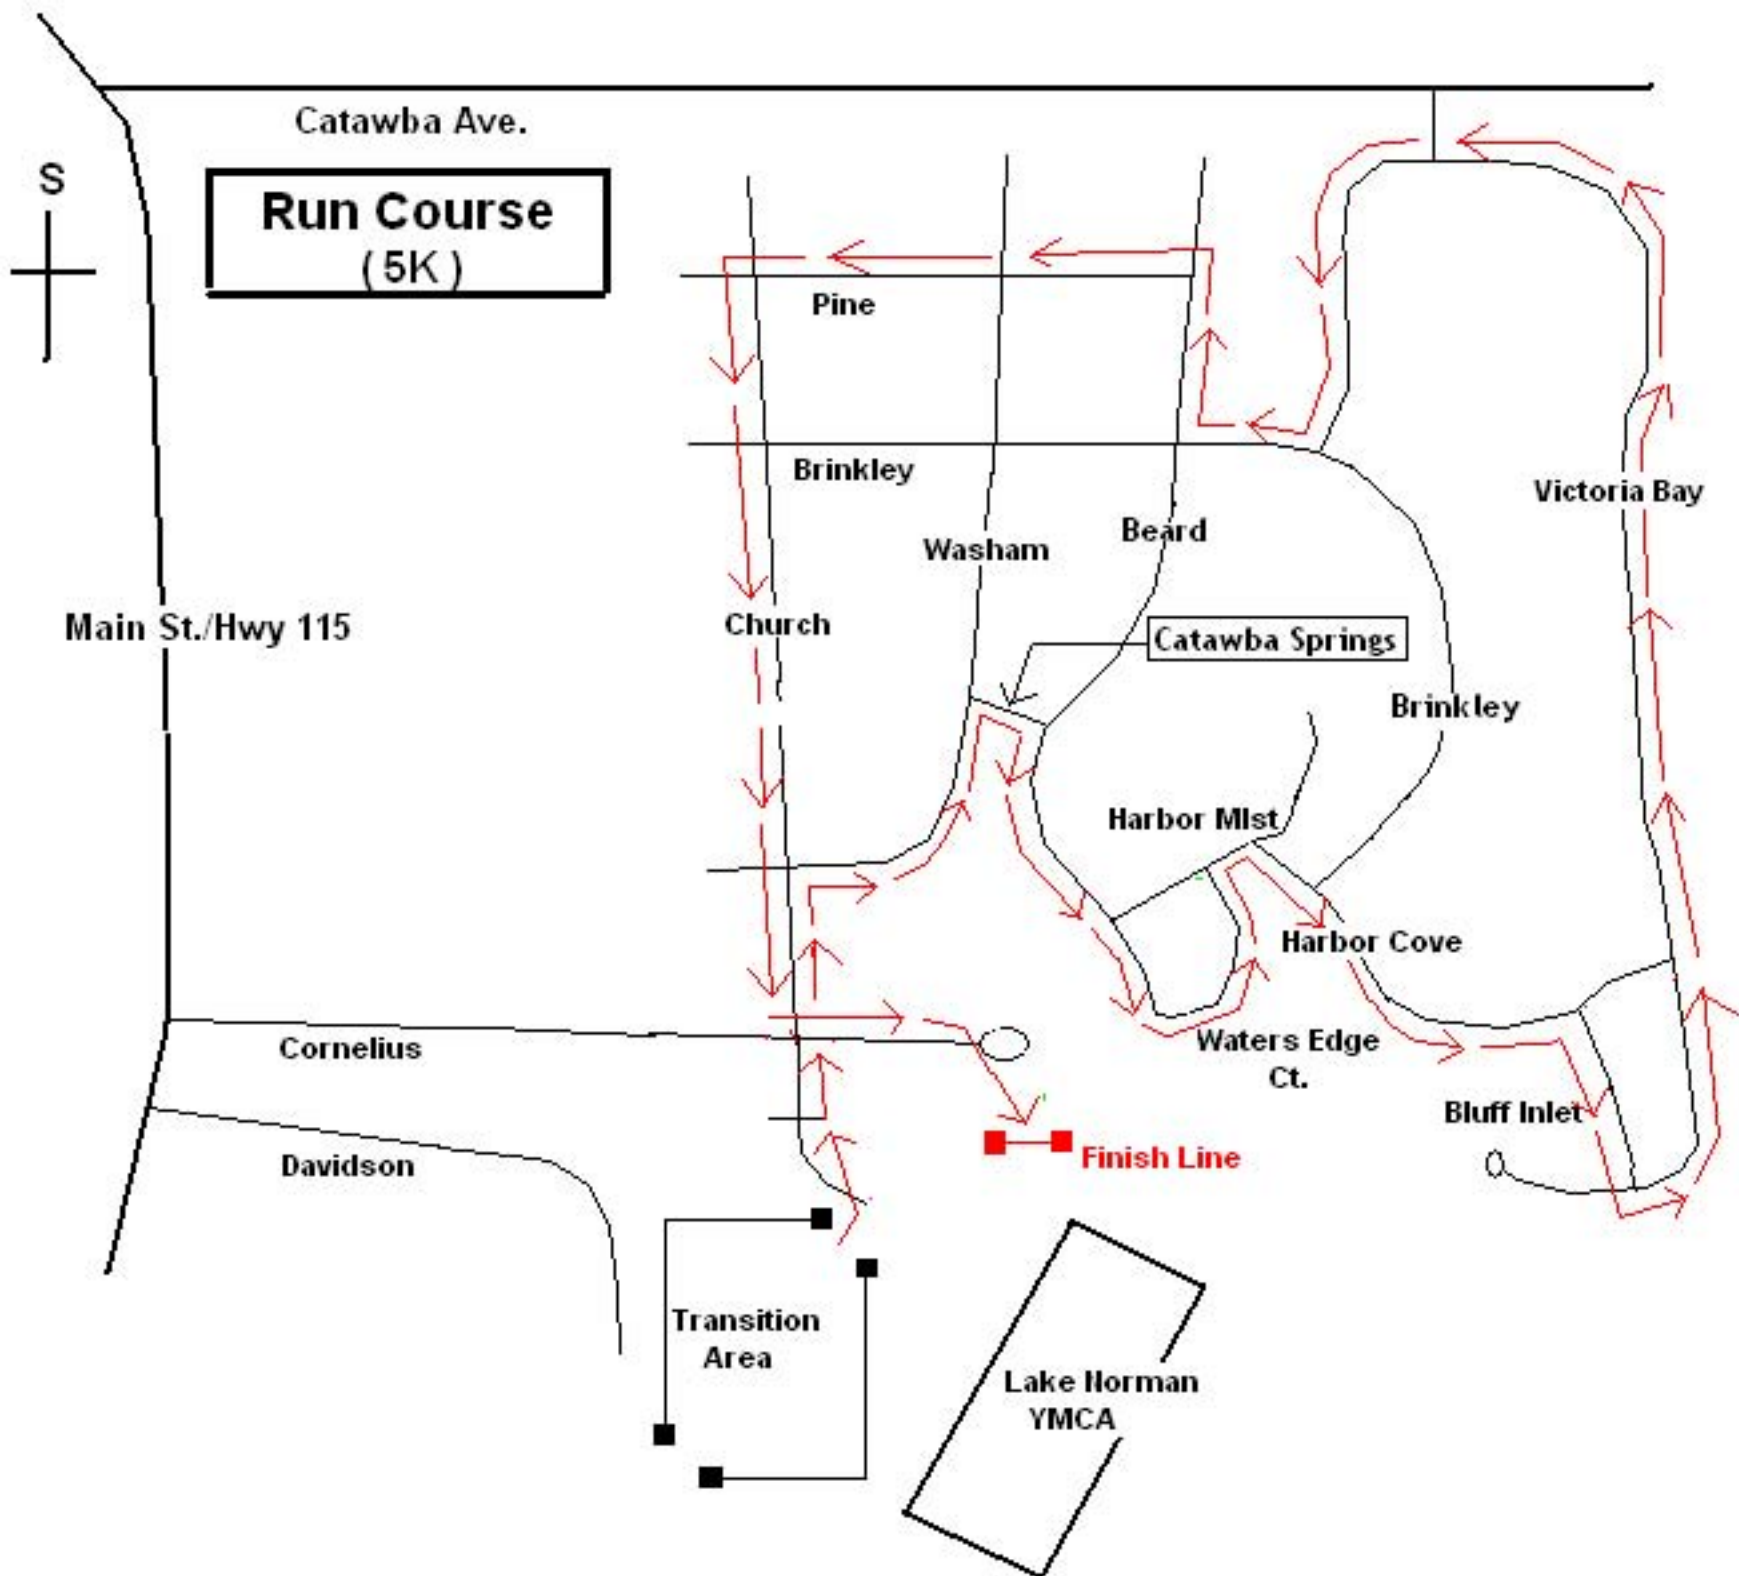 Catawba Ave.
S
Run Course
(5K)
Pine
Brinkley
Victoria Bay
Beard
Washam
Church
Main St./Hwy 115
Catawba Springs
Brinkley
Harbor MIst
Harbor Cove
Waters Edge
Ct.
Cornelius
Bluff Inlet
Davidson
Finish Line
Transition
Area
Lake Norman
YMCA